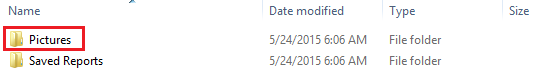 Name Date modified Type Size
Pictures 5/24/2015 6:06 AM File folder
Saved Reports 5/24/2015 6:06 AM File folder